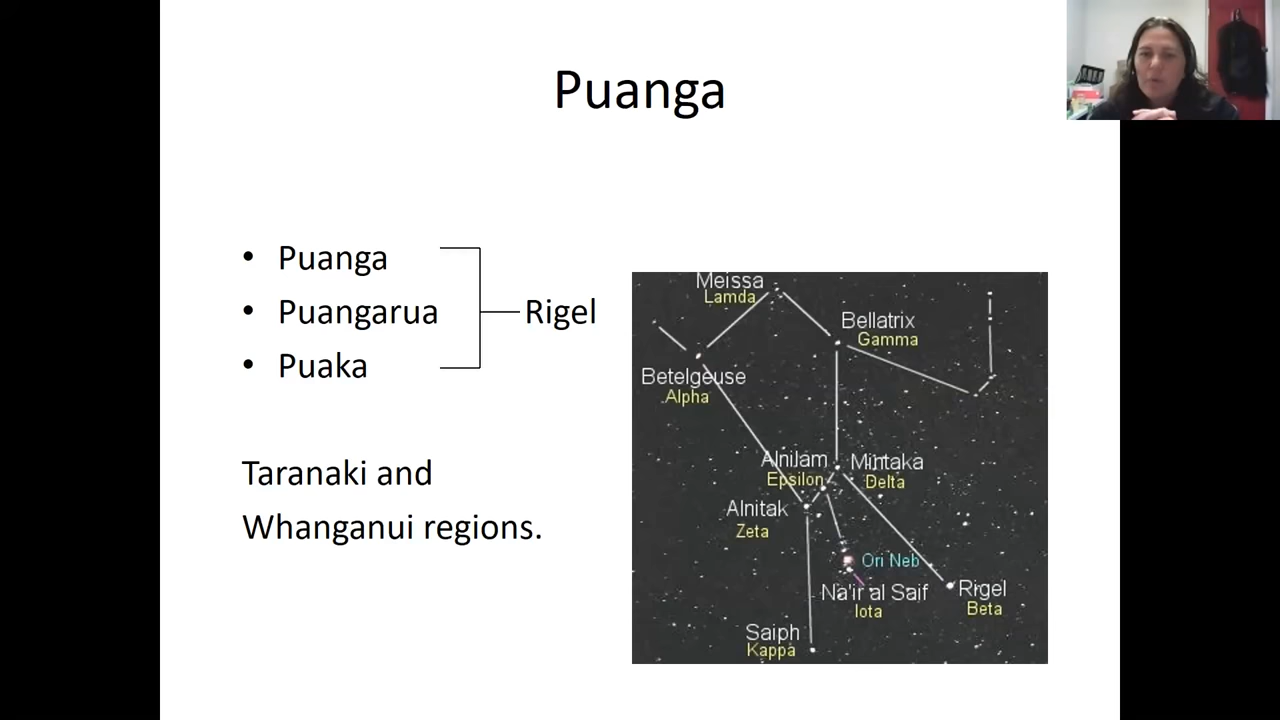 Puanga
• Puanga
• Puangarua
• Puaka
Rigel
Taranaki and
Whanganui regions.
Meissa
Lamda
Bellatrix
Gamma
Betelgeuse
Alpha
Alnilam
Epsilon
Mintaka
Delta
Alnitak
Zeta
Ori Neb
Na'ir al Saif
Iota
Rigel
Beta
Saiph
Kappa